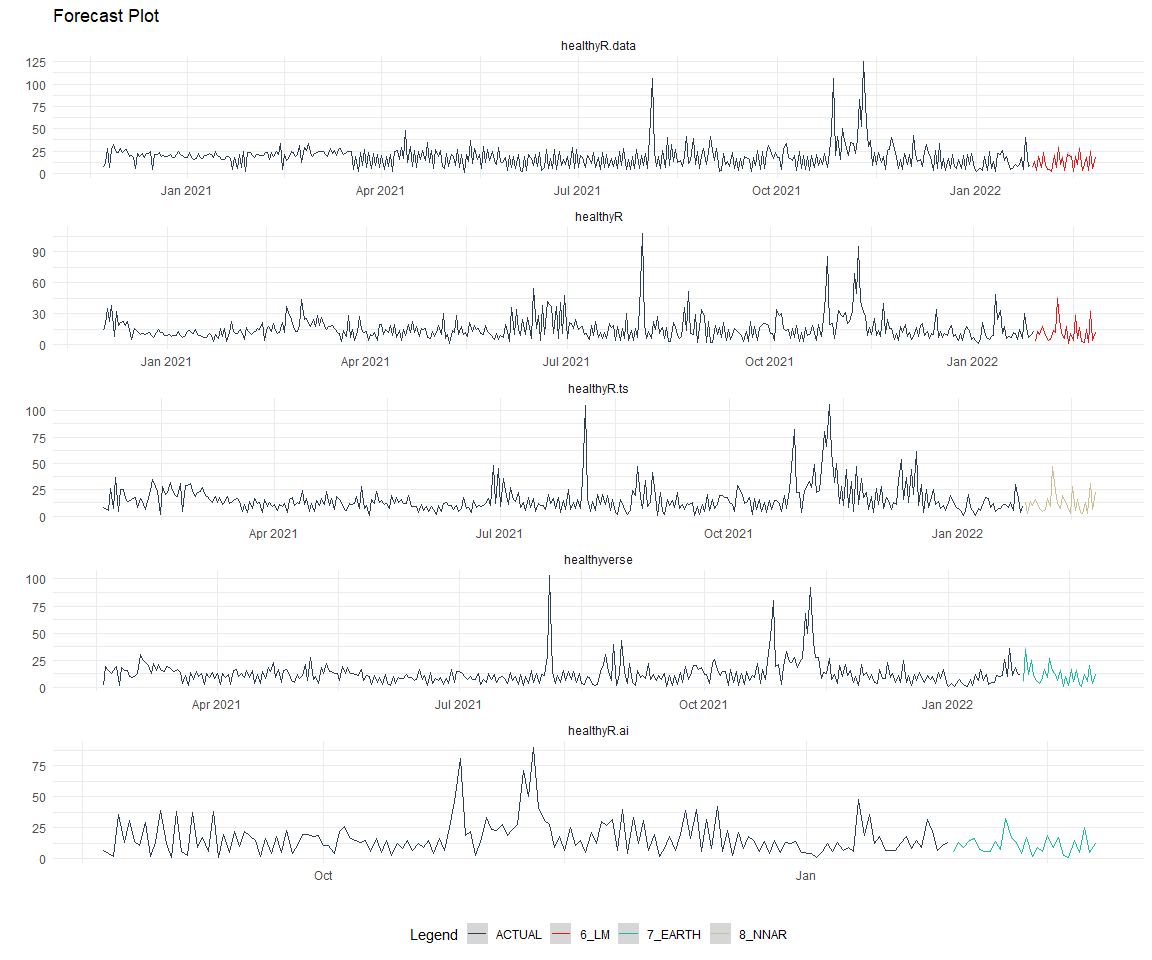 Forecast Plot
healthyR.data
125
100
75
50
25
0
Jan 2021 Apr 2021 Jul 2021 Oct 2021 Jan 2022
healthyR
90
60
30
0
Jan 2021 Apr 2021 Jul 2021 Oct 2021 Jan 2022
healthyR.ts
100
75
50
25
0
Apr 2021 Jul 2021 Oct 2021 Jan 2022
healthyverse
100
75
50
25
0
Apr 2021 Jul 2021 Oct 2021 Jan 2022
healthyR.ai
75
50
25
0
Oct Jan
Legend ACTUAL 6_LM 7_EARTH 8_NNAR